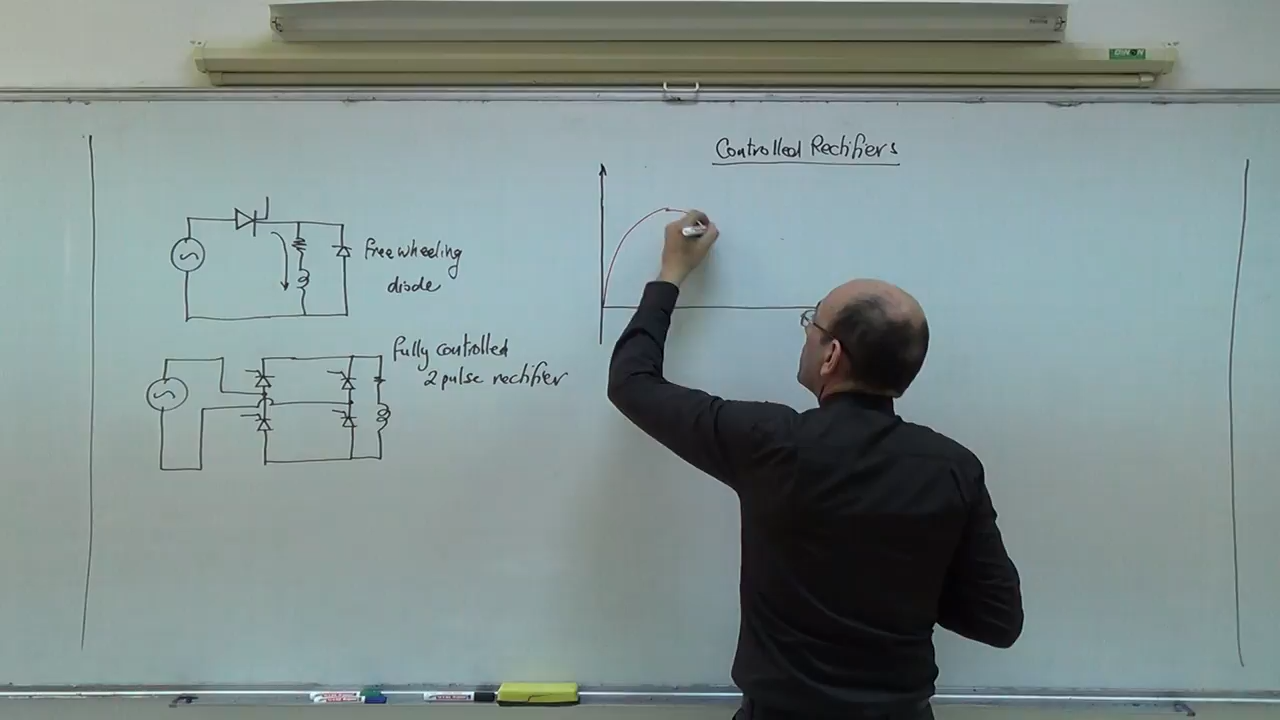 Controlled Rectifiers
freewheeling
diode
fully controlled
2 pulse rectifier